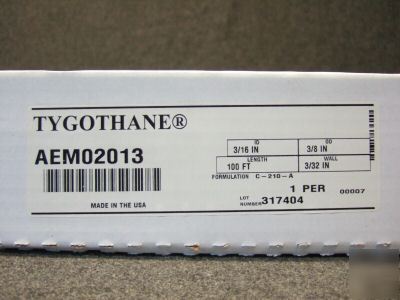 TYGOTHANE®
AEM02013
MADE IN THE USA
ID OD
3/16 IN 3/8 IN
LENGTH WALL
100 FT 3/32 IN
FORMULATION C-210-A
1 PER 00007
LOT NUMBER 317404